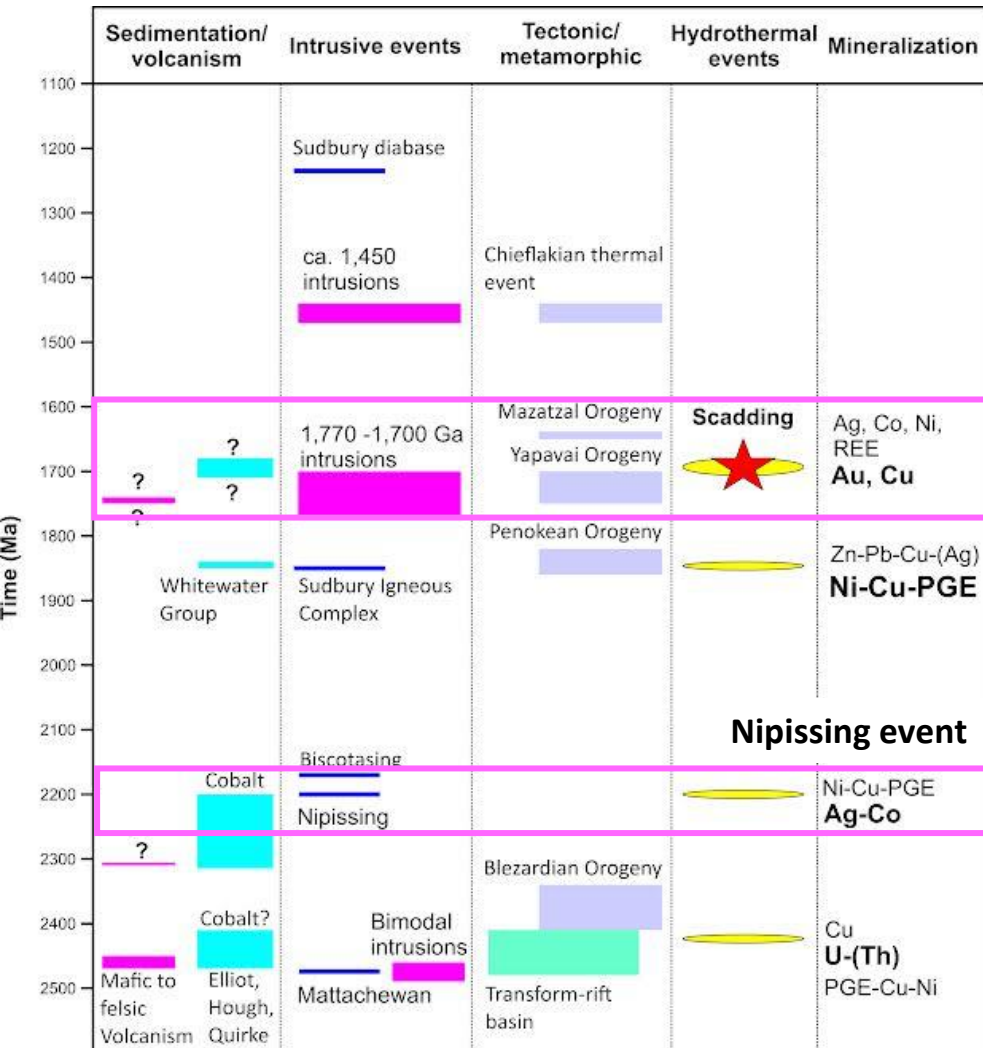 Sedimentation/
volcanism
Intrusive events
Tectonic/
metamorphic
Hydrothermal
events
Mineralization
Time (Ma)
1100
1200
Sudbury diabase
1300
ca. 1,450
intrusions
Chieflakian thermal
event
1400
1500
1600
?
?
?
?
1,770 -1,700 Ga
intrusions
Mazatzal Orogeny
Yapavai Orogeny
Scadding
Ag, Co, Ni,
REE
Au, Cu
1700
1800
Whitewater
Group
Sudbury Igneous
Complex
Penokean Orogeny
Zn-Pb-Cu-(Ag)
Ni-Cu-PGE
1900
2000
2100
Nipissing event
Biscotasing
Cobalt
Nipissing
Ni-Cu-PGE
Ag-Co
2200
?
2300
Blezardian Orogeny
2400
Cobalt?
Bimodal
intrusions
Cu
U-(Th)
PGE-Cu-Ni
2500
Mafic to
felsic
Volcanism
Elliot,
Hough,
Quirke
Mattachewan
Transform-rift
basin